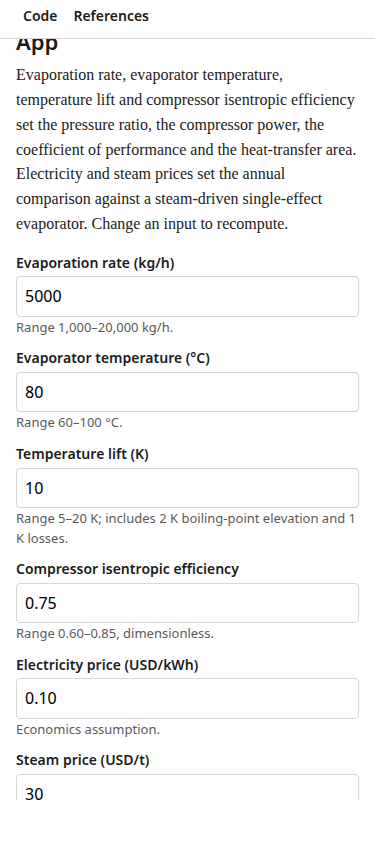 Code References
App
Evaporation rate, evaporator temperature,
temperature lift and compressor isentropic efficiency
set the pressure ratio, the compressor power, the
coefficient of performance and the heat-transfer area.
Electricity and steam prices set the annual
comparison against a steam-driven single-effect
evaporator. Change an input to recompute.
Evaporation rate (kg/h)
5000
Range 1,000–20,000 kg/h.
Evaporator temperature (°C)
80
Range 60–100 °C.
Temperature lift (K)
10
Range 5–20 K; includes 2 K boiling-point elevation and 1
K losses.
Compressor isentropic efficiency
0.75
Range 0.60–0.85, dimensionless.
Electricity price (USD/kWh)
0.10
Economics assumption.
Steam price (USD/t)
30